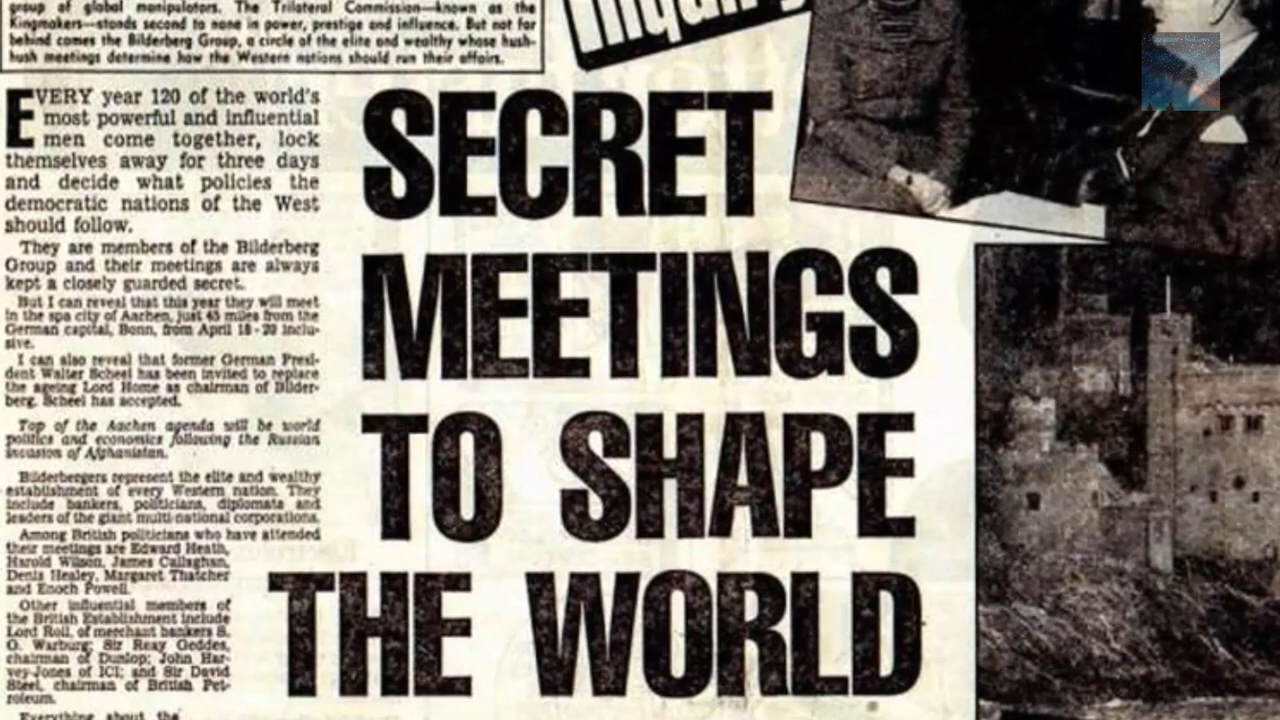 group of global manipulators. The Trilateral Commission—known as the
Kingmakers—stands second to none in power, prestige and influence. But not far
behind comes the Bilderberg Group, a circle of the elite and wealthy whose hush-
hush meetings determine how the Western nations should run their affairs.
Inquiry
SECRET
MEETINGS
TO SHAPE
THE WORLD
EVERY year 120 of the world's
most powerful and influential
men come together, lock
themselves away for three days
and decide what policies the
democratic nations of the West
should follow.
They are members of the Bilderberg
Group and their meetings are always
kept a closely guarded secret.
But I can reveal that this year they will meet
in the spa city of Aachen, just 45 miles from the
German capital, Bonn, from April 18-20 inclu-
sive.
I can also reveal that former German Presi-
dent Walter Scheel has been invited to replace
the ageing Lord Home as chairman of Bilder-
berg. Scheel has accepted.
Top of the Aachen agenda will be world
politics and economics following the Russian
invasion of Afghanistan.
Bilderbergers represent the elite and wealthy
establishment of every Western nation. They
include bankers, politicians, diplomats and
leaders of the giant multi-national corporations.
Among British politicians who have attended
their meetings are Edward Heath,
Harold Wilson, James Callaghan,
Denis Healey, Margaret Thatcher
and Enoch Powell.
Other influential members of
the British Establishment include
Lord Roll, of merchant bankers S.
G. Warburg; Sir Reay Geddes,
chairman of Dunlop; John Har-
vey-Jones of ICI; and Sir David
Steel, chairman of British Pet-
roleum.
Everything about the